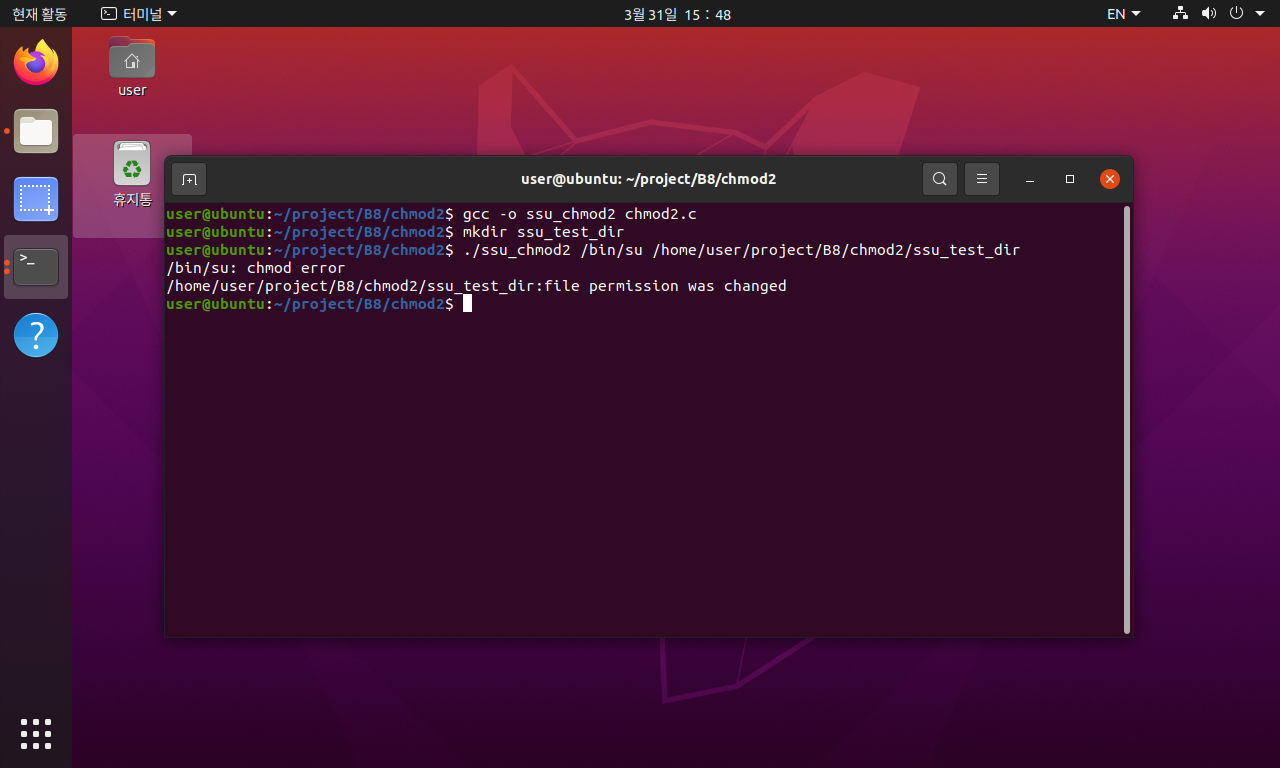 현재 활동
터미널
3월 31일 15 : 48
EN
user
휴지통
user@ubuntu: ~/project/B8/chmod2
user@ubuntu:~/project/B8/chmod2$ gcc -o ssu_chmod2 chmod2.c
user@ubuntu:~/project/B8/chmod2$ mkdir ssu_test_dir
user@ubuntu:~/project/B8/chmod2$ ./ssu_chmod2 /bin/su /home/user/project/B8/chmod2/ssu_test_dir
/bin/su: chmod error
/home/user/project/B8/chmod2/ssu_test_dir:file permission was changed
user@ubuntu:~/project/B8/chmod2$